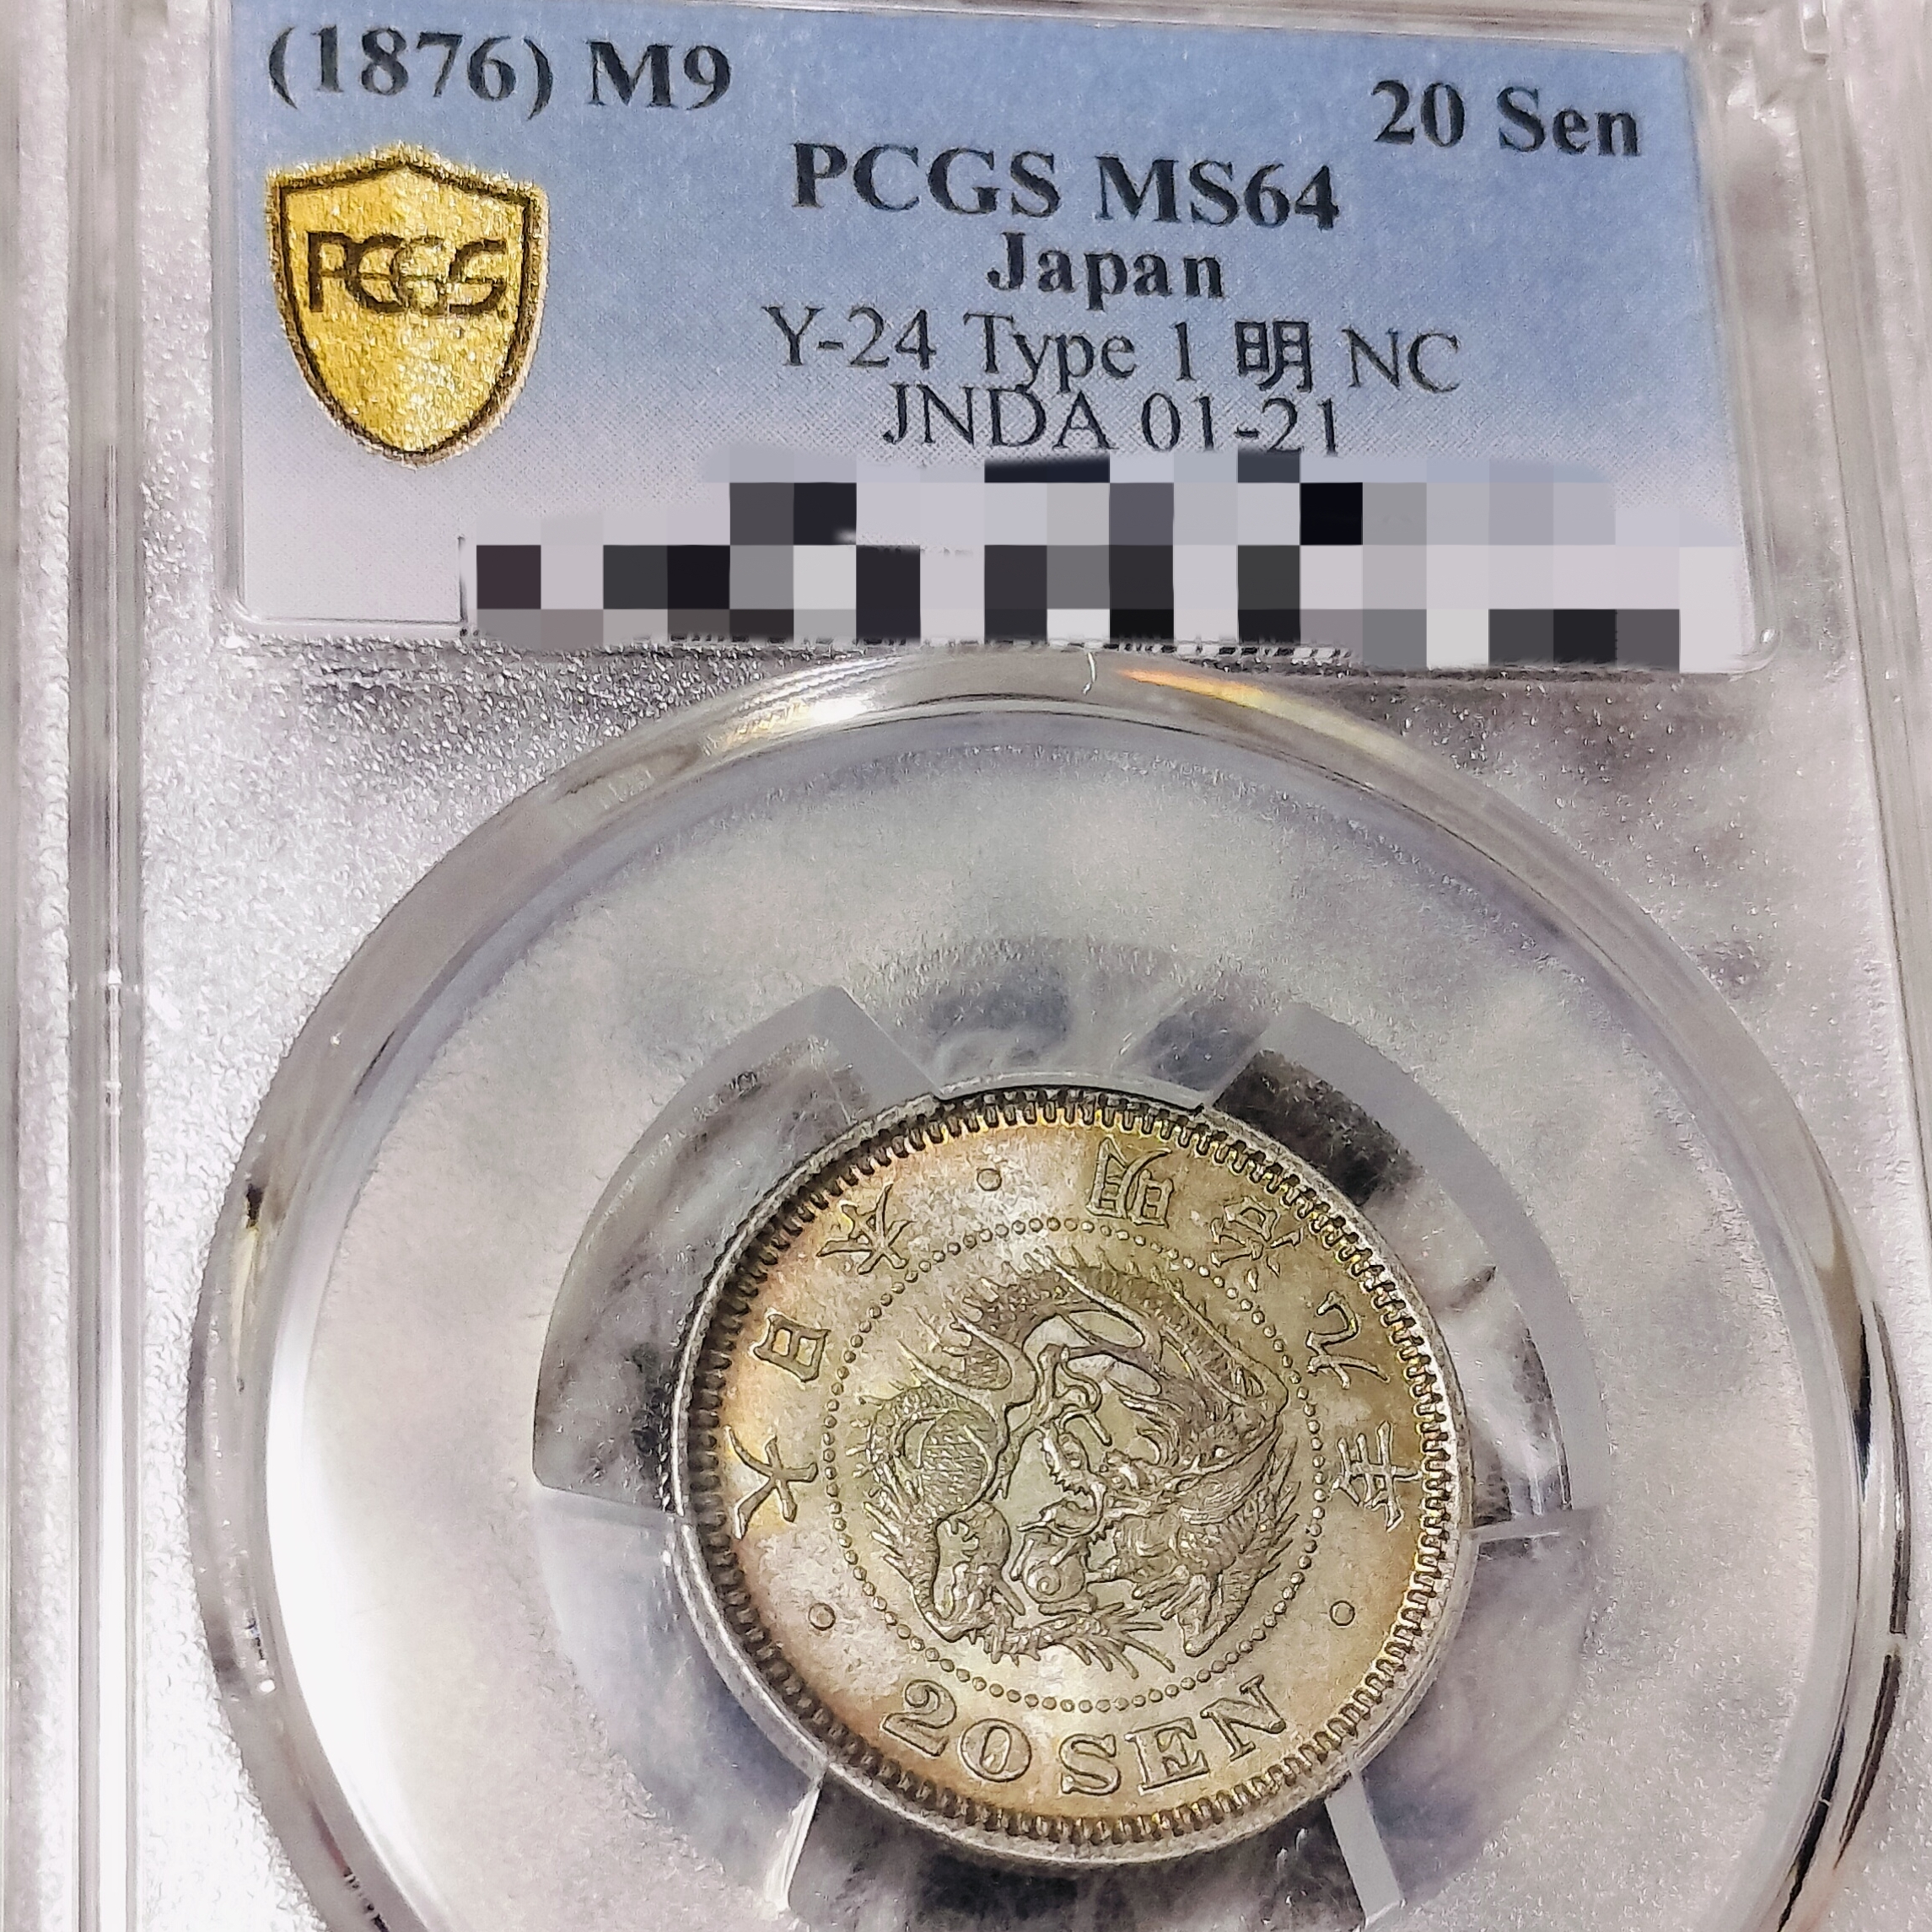 (1876) M9
20 Sen
PCGS MS64
Japan
Y-24 Type 1 明 NC
JNDA 01-21
PCGS
大日本 · 明治九年
20 SEN